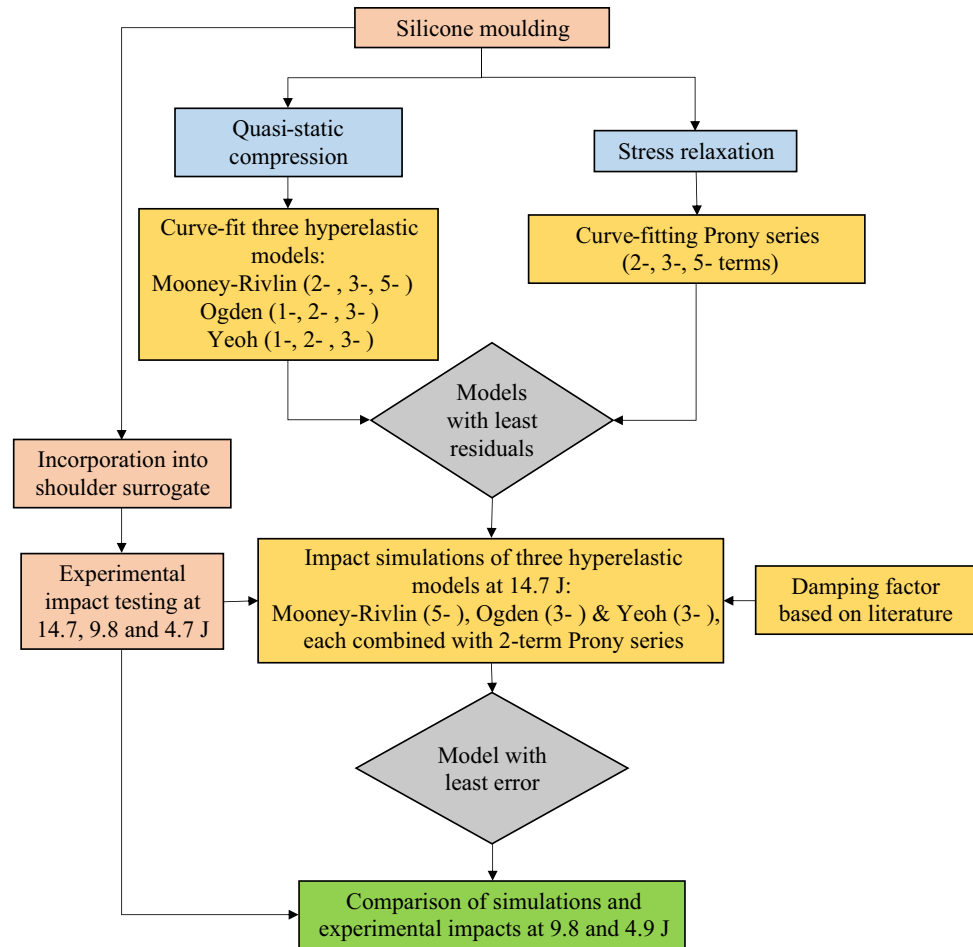 Silicone moulding
Quasi-static
compression
Stress relaxation
Curve-fit three hyperelastic
models:
Mooney-Rivlin (2- , 3-, 5- )
Ogden (1-, 2- , 3- )
Yeoh (1-, 2- , 3- )
Curve-fitting Prony series
(2-, 3-, 5- terms)
Models
with least
residuals
Incorporation into
shoulder surrogate
Experimental
impact testing at
14.7, 9.8 and 4.7 J
Impact simulations of three hyperelastic
models at 14.7 J:
Mooney-Rivlin (5- ), Ogden (3- ) & Yeoh (3- ),
each combined with 2-term Prony series
Damping factor
based on literature
Model with
least error
Comparison of simulations and
experimental impacts at 9.8 and 4.9 J